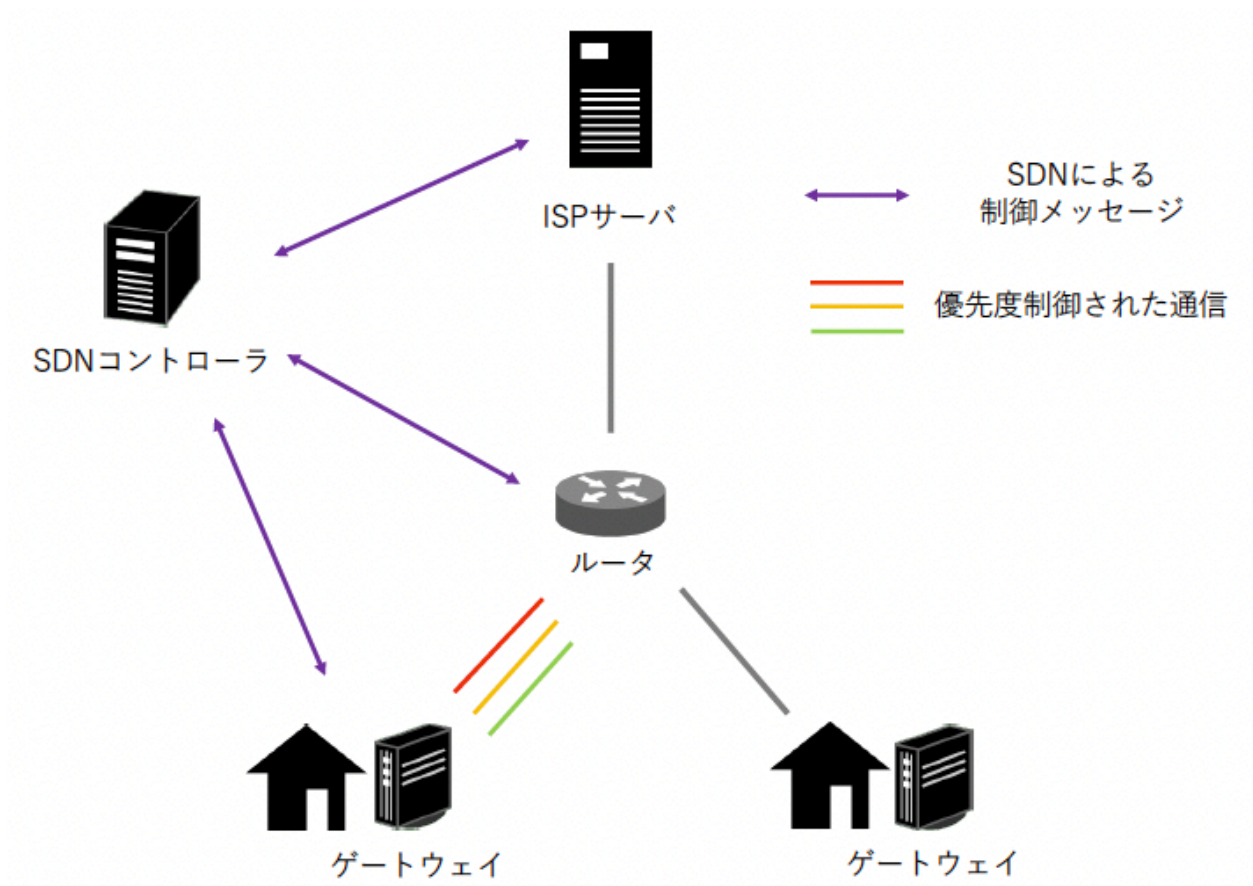 ISPサーバ
SDNによる
制御メッセージ
優先度制御された通信
SDNコントローラ
ルータ
ゲートウェイ
ゲートウェイ